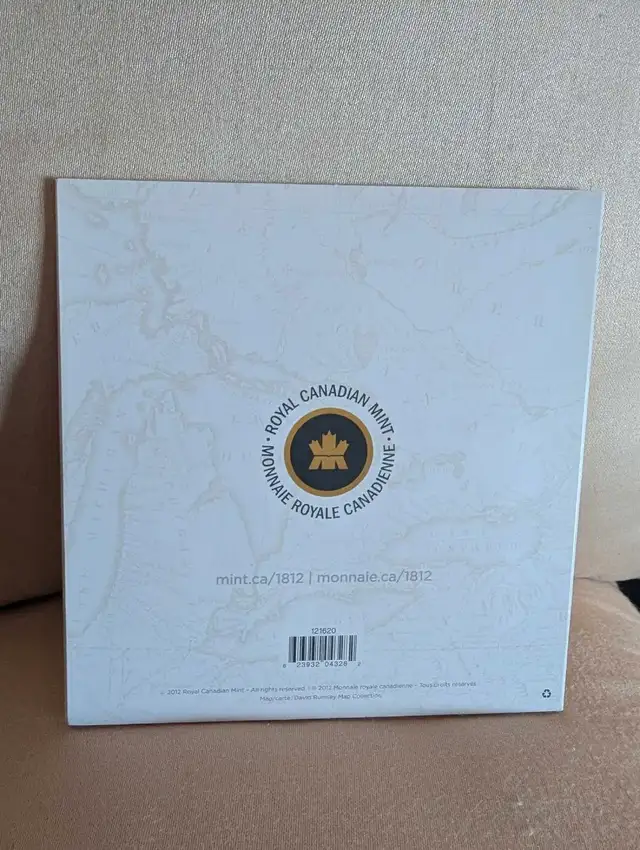 ROYAL CANADIAN MINT •
MONNAIE ROYALE CANADIENNE •
mint.ca/1812 | monnaie.ca/1812
121620
8 23932 04328 2
© 2012 Royal Canadian Mint – All rights reserved. | © 2012 Monnaie royale canadienne – Tous droits réservés.
Map/carte: David Rumsey Map Collection.